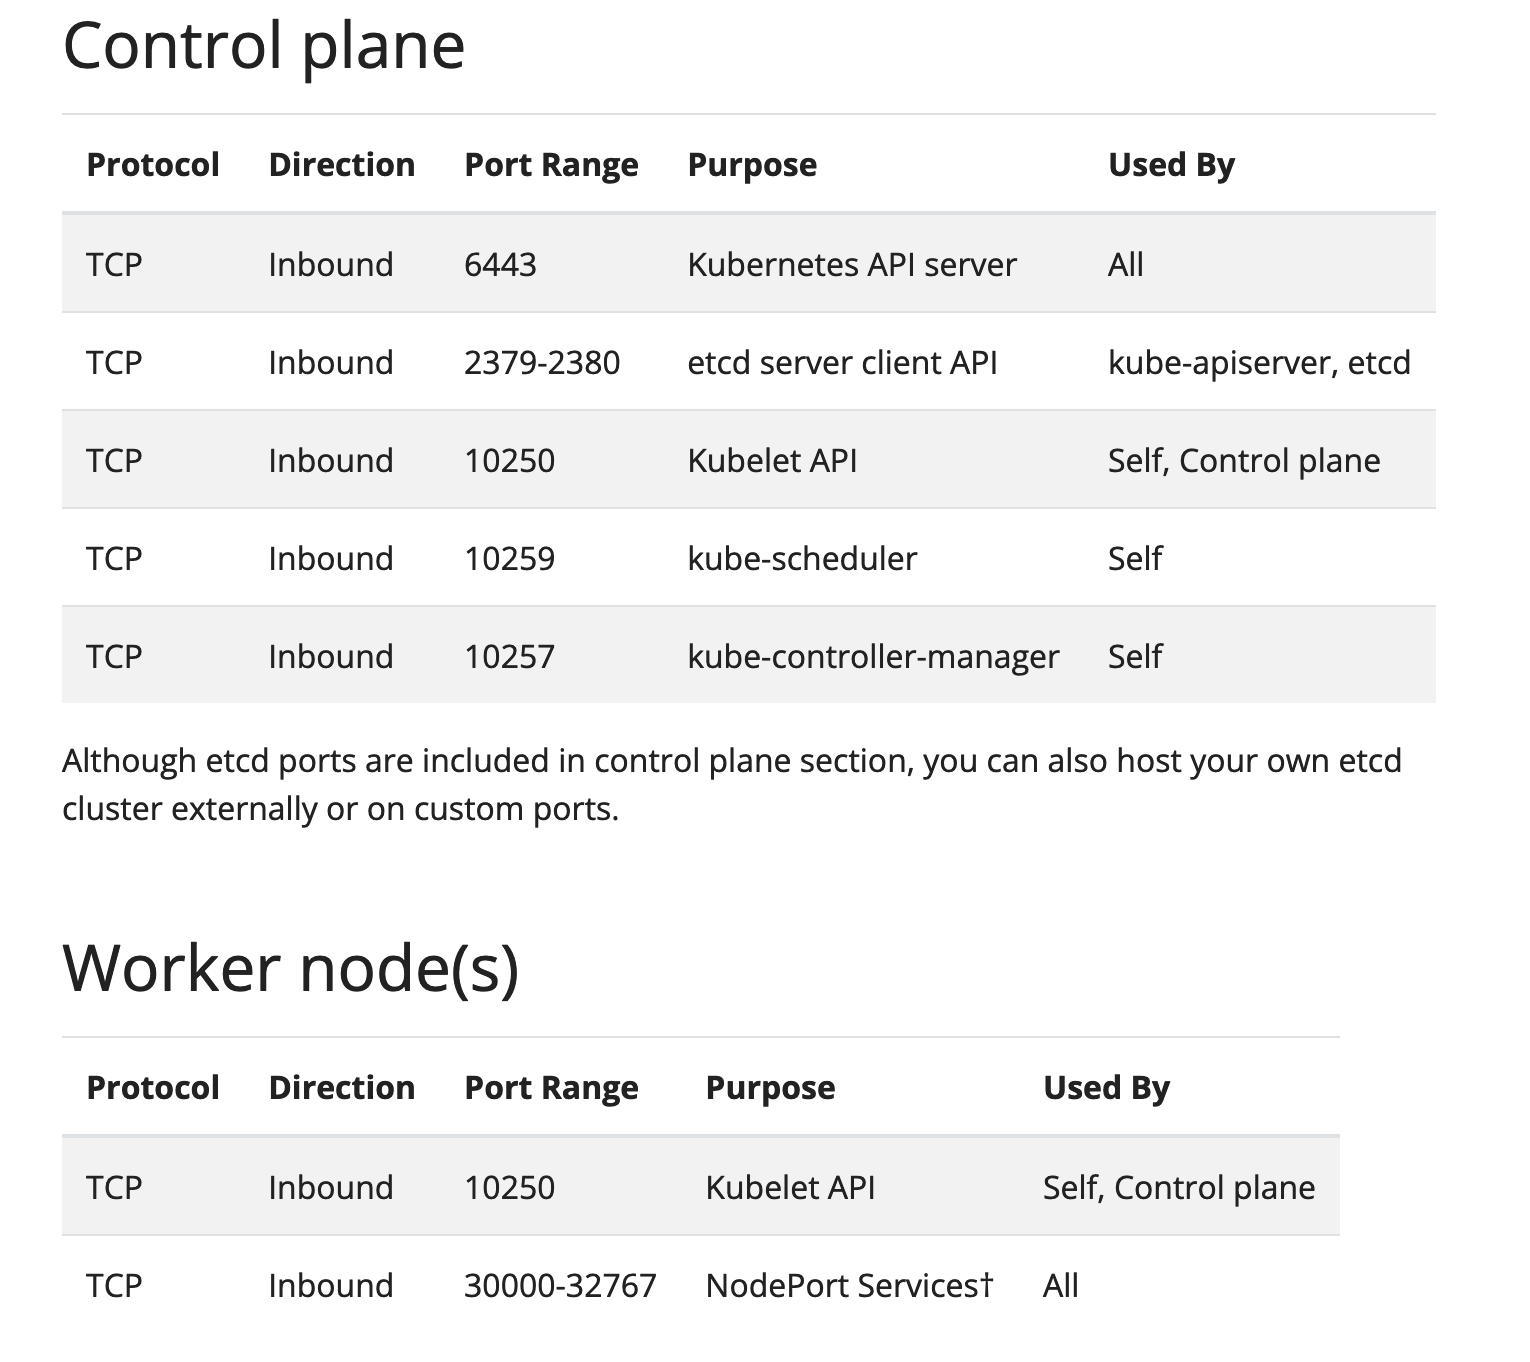 Control plane
Protocol Direction Port Range Purpose Used By
TCP Inbound 6443 Kubernetes API server All
TCP Inbound 2379-2380 etcd server client API kube-apiserver, etcd
TCP Inbound 10250 Kubelet API Self, Control plane
TCP Inbound 10259 kube-scheduler Self
TCP Inbound 10257 kube-controller-manager Self
Although etcd ports are included in control plane section, you can also host your own etcd
cluster externally or on custom ports.
Worker node(s)
Protocol Direction Port Range Purpose Used By
TCP Inbound 10250 Kubelet API Self, Control plane
TCP Inbound 30000-32767 NodePort Services† All